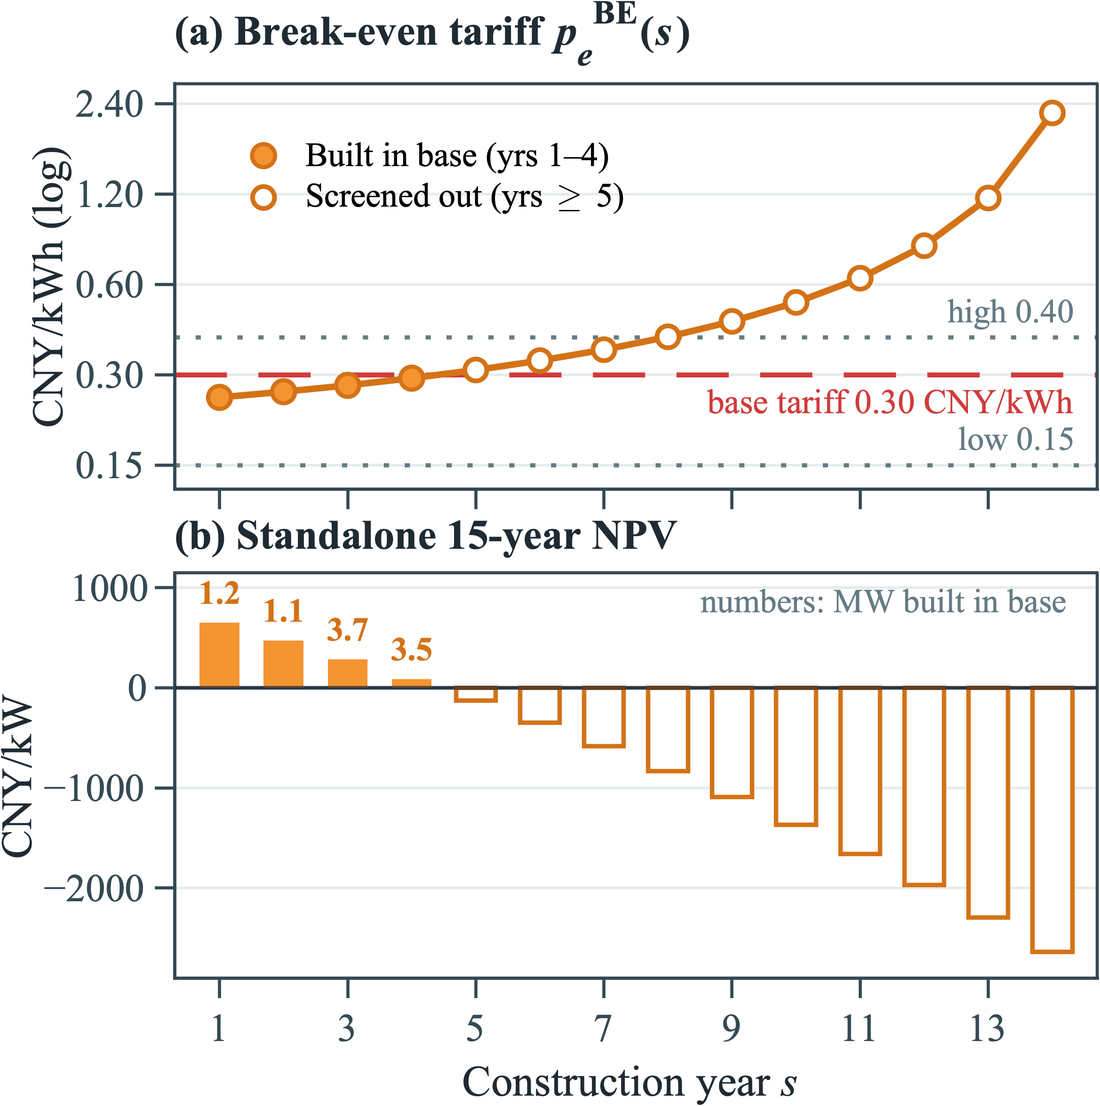 (a) Break-even tariff pₑᴮᴱ(s)
CNY/kWh (log)
2.40
1.20
0.60
0.30
0.15
Built in base (yrs 1–4)
Screened out (yrs ≥ 5)
high 0.40
base tariff 0.30 CNY/kWh
low 0.15
(b) Standalone 15-year NPV
CNY/kW
1000
0
−1000
−2000
1.2
1.1
3.7
3.5
numbers: MW built in base
1 3 5 7 9 11 13
Construction year s